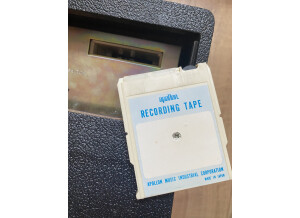 RECORDING TAPE
APOLLON MUSIC INDUSTRIAL CORPORATION
MADE IN JAPAN